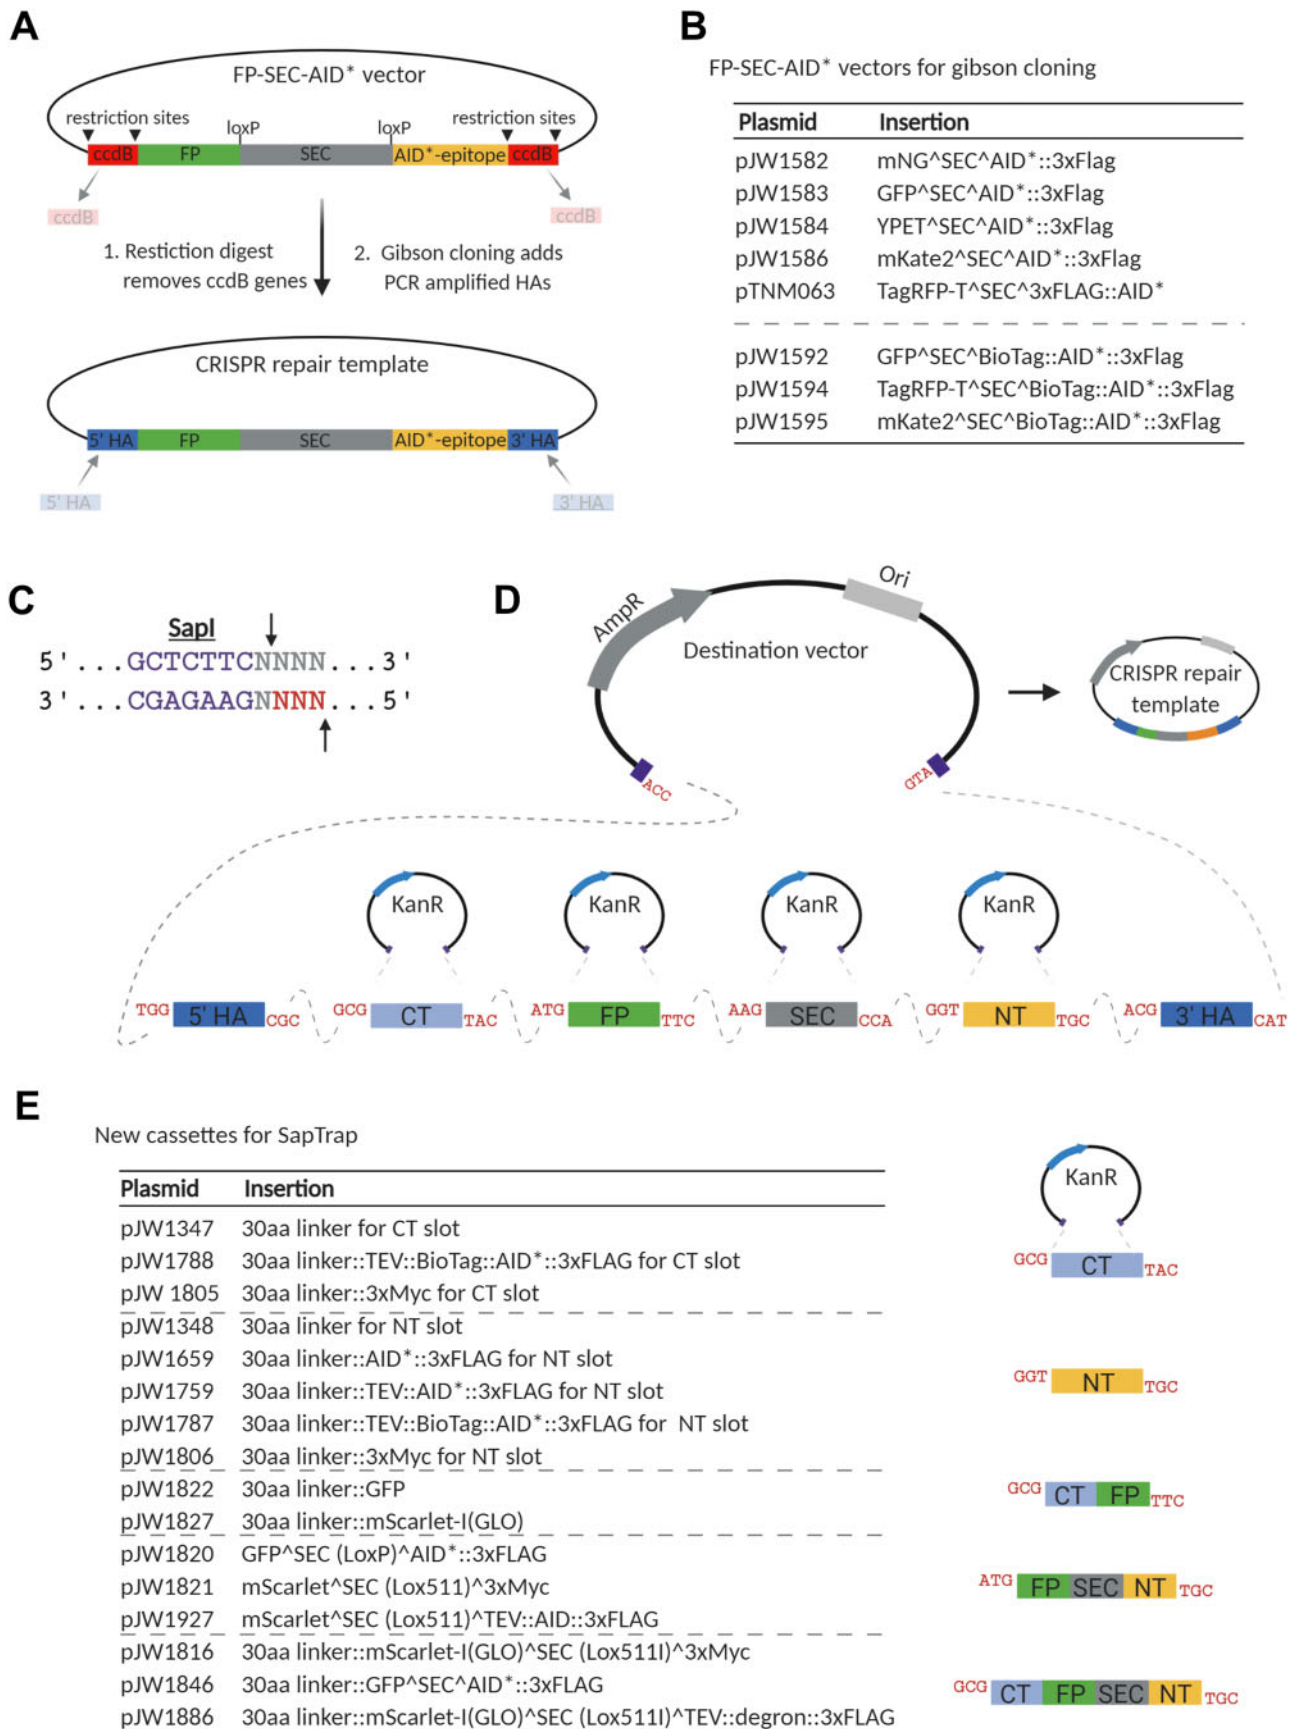 A
FP-SEC-AID* vector
restriction sites
loxP
loxP
restriction sites
ccdB
FP
SEC
AID*-epitope
ccdB
ccdB
ccdB
1. Restiction digest
removes ccdB genes
2. Gibson cloning adds
PCR amplified HAs
CRISPR repair template
5' HA
FP
SEC
AID*-epitope
3' HA
5' HA
3' HA
B
FP-SEC-AID* vectors for gibson cloning
Plasmid Insertion
pJW1582 mNG^SEC^AID*::3xFlag
pJW1583 GFP^SEC^AID*::3xFlag
pJW1584 YPET^SEC^AID*::3xFlag
pJW1586 mKate2^SEC^AID*::3xFlag
pTNM063 TagRFP-T^SEC^3xFLAG::AID*
pJW1592 GFP^SEC^BioTag::AID*::3xFlag
pJW1594 TagRFP-T^SEC^BioTag::AID*::3xFlag
pJW1595 mKate2^SEC^BioTag::AID*::3xFlag
C
SapI
5'...GCTCTTCNNNN...3'
3'...CGAGAAGNNNN...5'
D
AmpR
Ori
Destination vector
ACC
GTA
CRISPR repair
template
KanR
KanR
KanR
KanR
TGG 5' HA CGC
GCG CT TAC
ATG FP TTC
AAG SEC CCA
GGT NT TGC
ACG 3' HA CAT
E
New cassettes for SapTrap
Plasmid Insertion
pJW1347 30aa linker for CT slot
pJW1788 30aa linker::TEV::BioTag::AID*::3xFLAG for CT slot
pJW 1805 30aa linker::3xMyc for CT slot
pJW1348 30aa linker for NT slot
pJW1659 30aa linker::AID*::3xFLAG for NT slot
pJW1759 30aa linker::TEV::AID*::3xFLAG for NT slot
pJW1787 30aa linker::TEV::BioTag::AID*::3xFLAG for NT slot
pJW1806 30aa linker::3xMyc for NT slot
pJW1822 30aa linker::GFP
pJW1827 30aa linker::mScarlet-I(GLO)
pJW1820 GFP^SEC (LoxP)^AID*::3xFLAG
pJW1821 mScarlet^SEC (Lox511)^3xMyc
pJW1927 mScarlet^SEC (Lox511)^TEV::AID::3xFLAG
pJW1816 30aa linker::mScarlet-I(GLO)^SEC (Lox511I)^3xMyc
pJW1846 30aa linker::GFP^SEC^AID*::3xFLAG
pJW1886 30aa linker::mScarlet-I(GLO)^SEC (Lox511I)^TEV::degron::3xFLAG
KanR
GCG CT TAC
GGT NT TGC
GCG CT FP TTC
ATG FP SEC NT TGC
GCG CT FP SEC NT TGC